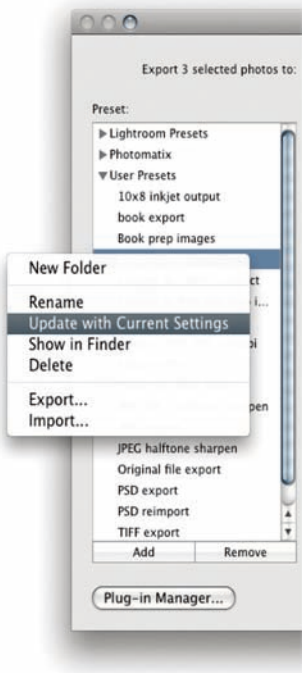 Export 3 selected photos to:
Preset:
Lightroom Presets
Photomatix
User Presets
10x8 inkjet output
book export
Book prep images
New Folder
Rename
Update with Current Settings
Show in Finder
Delete
Export...
Import...
JPEG halftone sharpen
Original file export
PSD export
PSD reimport
TIFF export
Add Remove
Plug-in Manager...